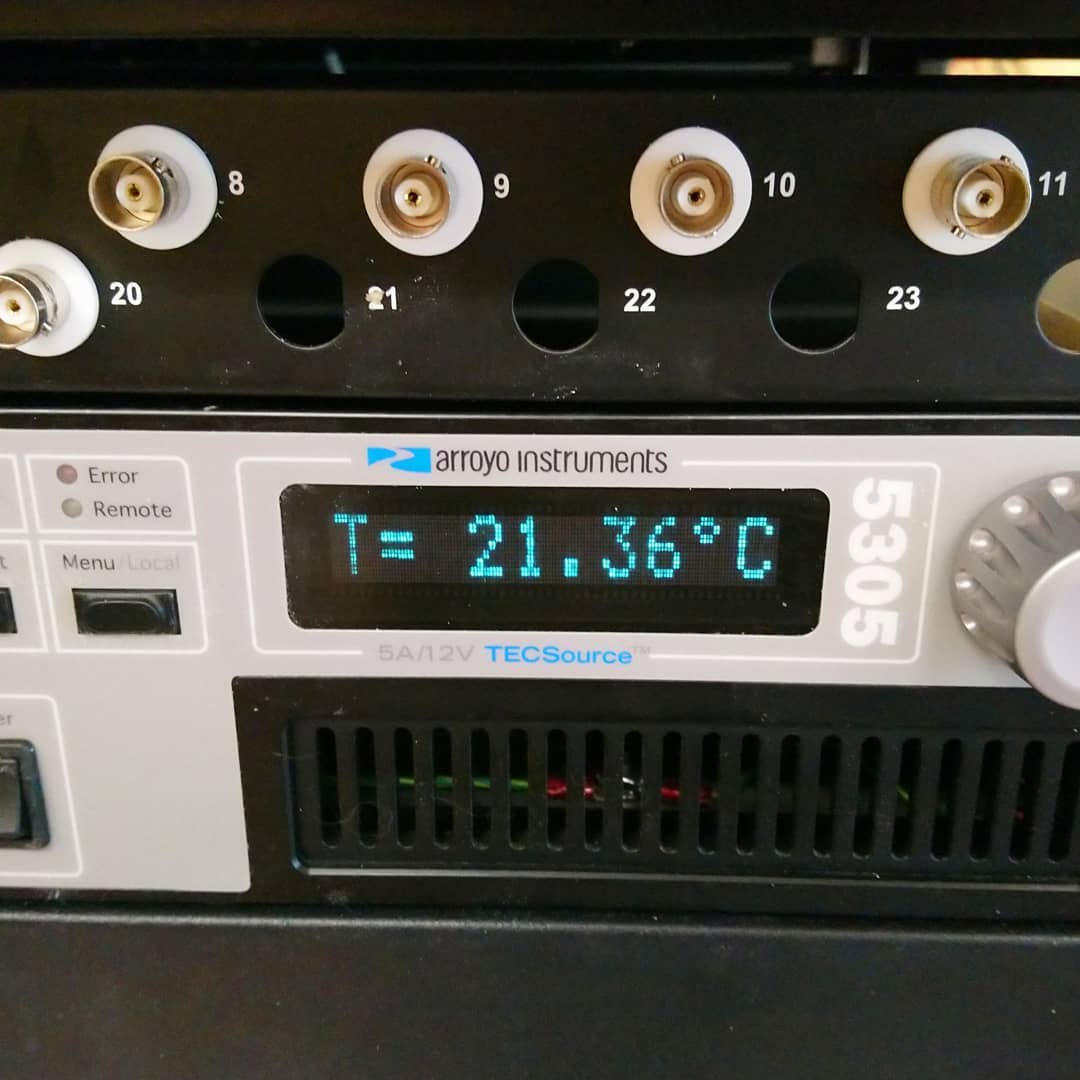 8 9 10 11
20 21 22 23
arroyo instruments
Error
Remote
Menu/Local
T= 21.36°C
5305
5A/12V TECSource™